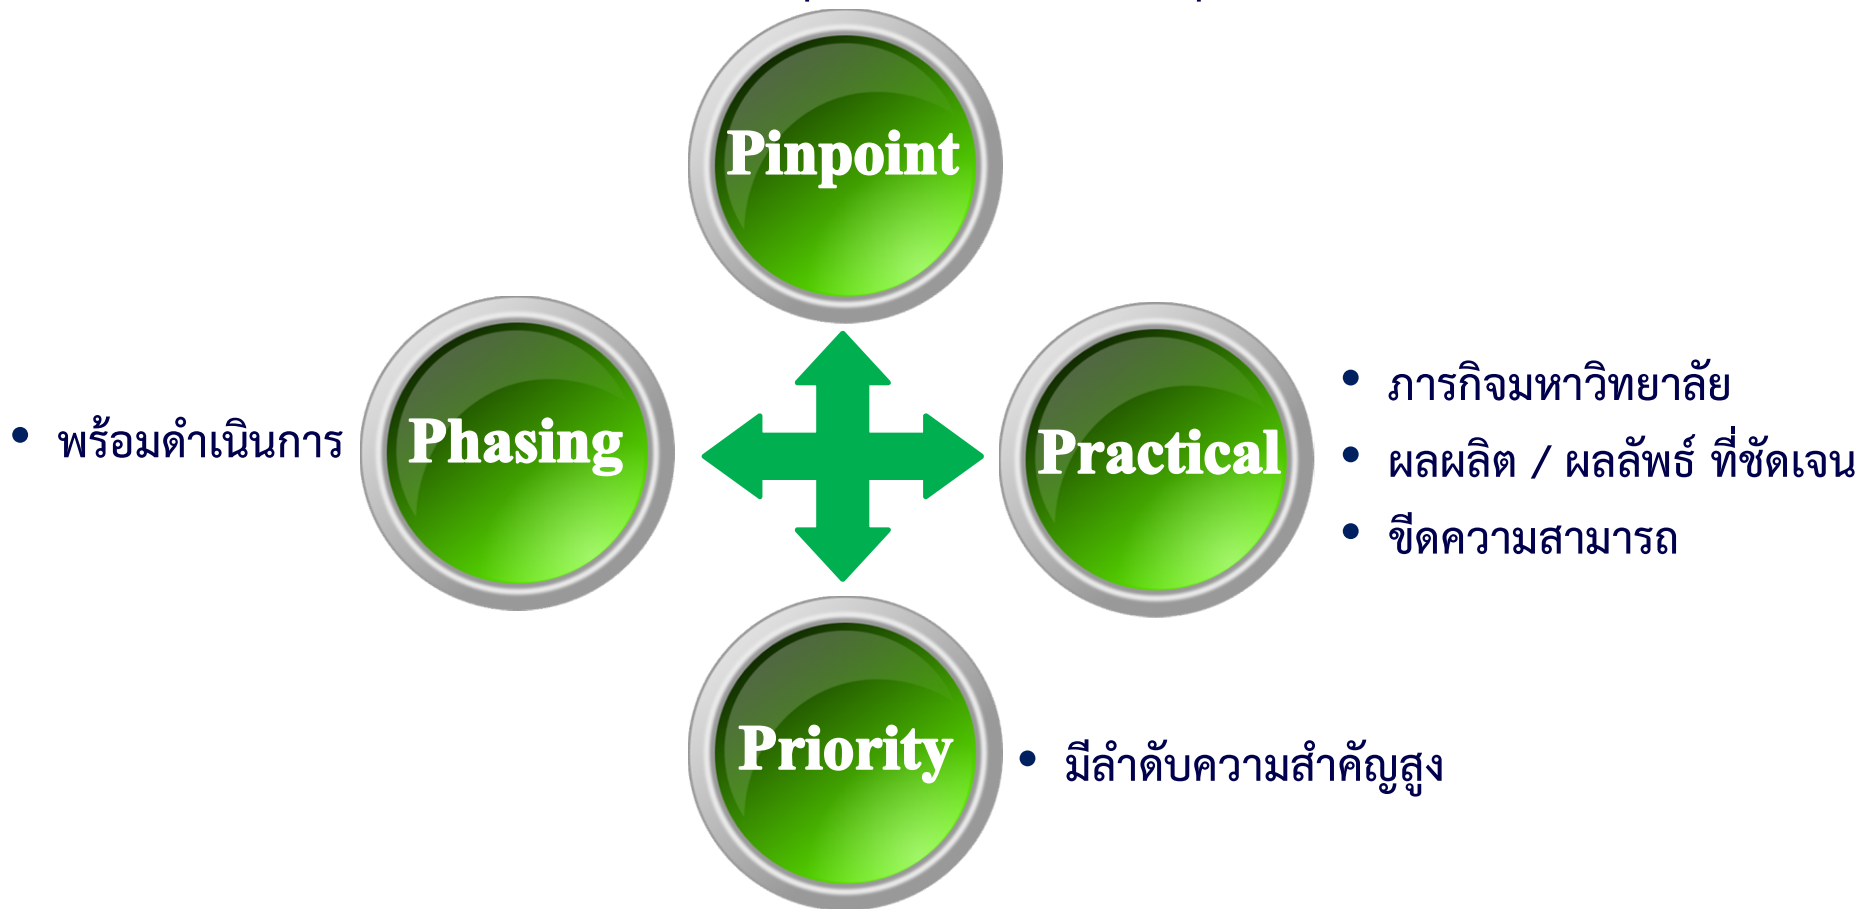 Pinpoint
Phasing
• พร้อมดำเนินการ
Practical
• ภารกิจมหาวิทยาลัย
• ผลผลิต / ผลลัพธ์ ที่ชัดเจน
• ขีดความสามารถ
Priority
• มีลำดับความสำคัญสูง